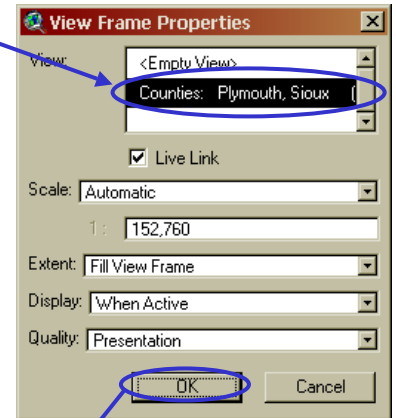 View Frame Properties
View:
<Empty View>
Counties: Plymouth, Sioux (
Live Link
Scale: Automatic
1: 152,760
Extent: Fill View Frame
Display: When Active
Quality: Presentation
OK Cancel